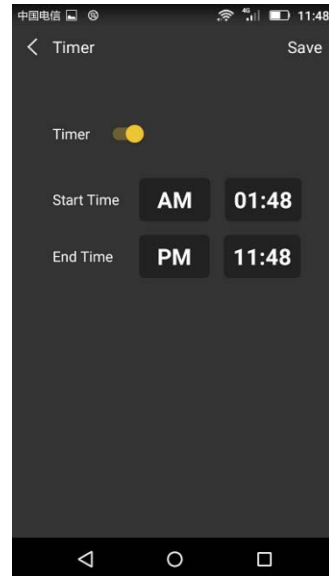 中国电信 4G 11:48
Timer Save
Timer
Start Time AM 01:48
End Time PM 11:48